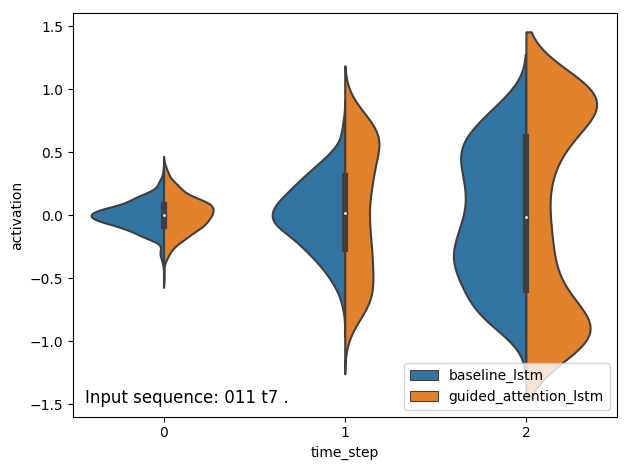 1.5
1.0
0.5
0.0
−0.5
−1.0
−1.5
activation
Input sequence: 011 t7 .
baseline_lstm
guided_attention_lstm
0 1 2
time_step